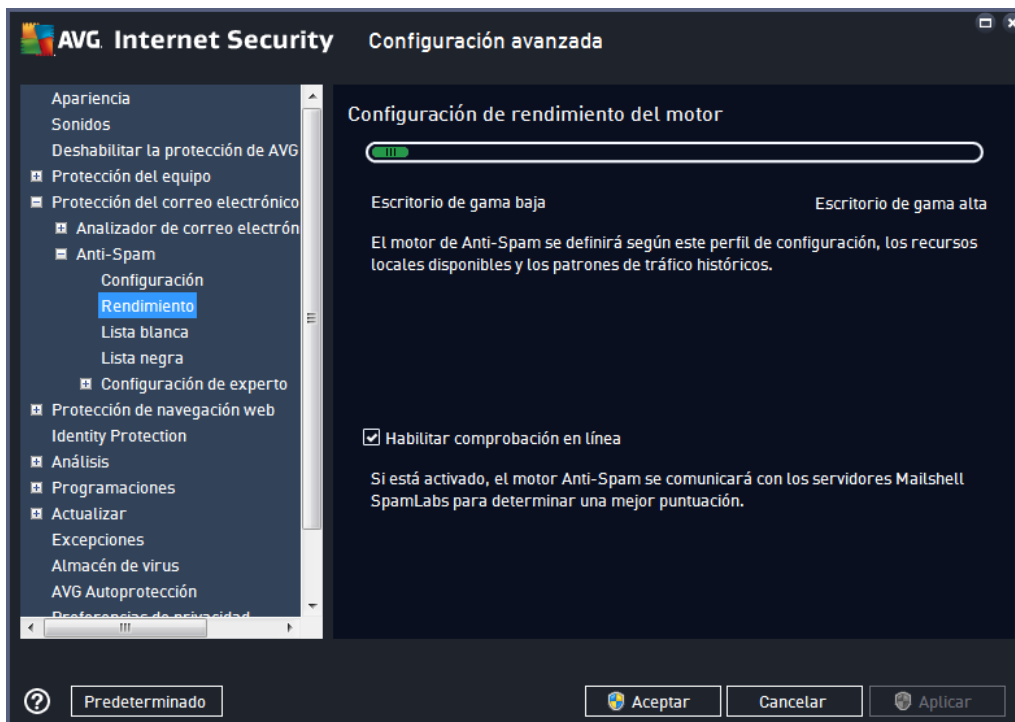 AVG. Internet Security
Configuración avanzada
Apariencia
Sonidos
Deshabilitar la protección de AVG
Protección del equipo
Protección del correo electrónico
Analizador de correo electrón
Anti-Spam
Configuración
Rendimiento
Lista blanca
Lista negra
Configuración de experto
Protección de navegación web
Identity Protection
Análisis
Programaciones
Actualizar
Excepciones
Almacén de virus
AVG Autoprotección
Preferencias de privacidad
Configuración de rendimiento del motor
Escritorio de gama baja
Escritorio de gama alta
El motor de Anti-Spam se definirá según este perfil de configuración, los recursos
locales disponibles y los patrones de tráfico históricos.
Habilitar comprobación en línea
Si está activado, el motor Anti-Spam se comunicará con los servidores Mailshell
SpamLabs para determinar una mejor puntuación.
Predeterminado
Aceptar
Cancelar
Aplicar